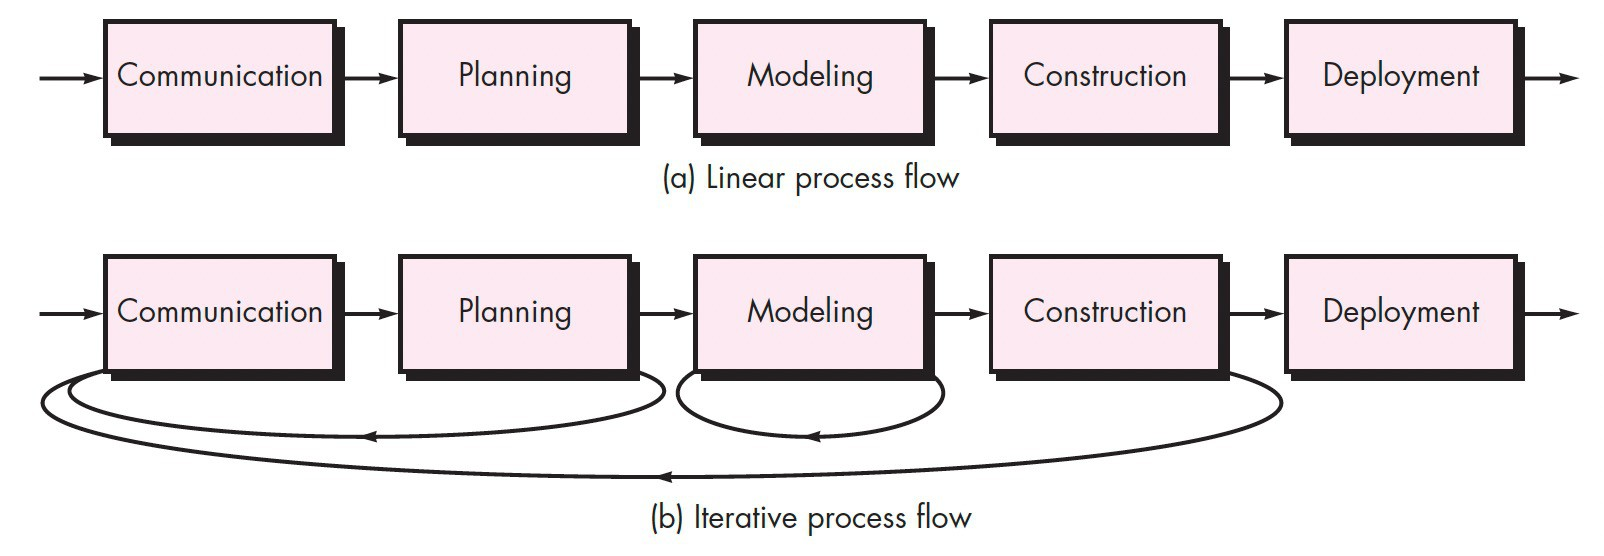 Communication Planning Modeling Construction Deployment
(a) Linear process flow
Communication Planning Modeling Construction Deployment
(b) Iterative process flow